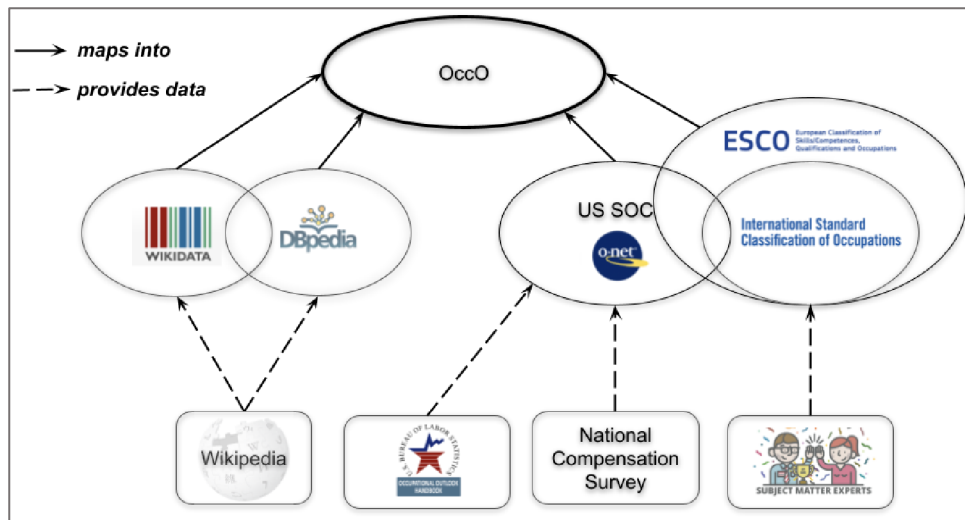 maps into
provides data
OccO
ESCO
European Classification of
Skills/Competences,
Qualifications and Occupations
WIKIDATA
DBpedia
US SOC
o·net
International Standard
Classification of Occupations
Wikipedia
U.S. BUREAU OF LABOR STATISTICS
OCCUPATIONAL OUTLOOK
HANDBOOK
National
Compensation
Survey
SUBJECT MATTER EXPERTS